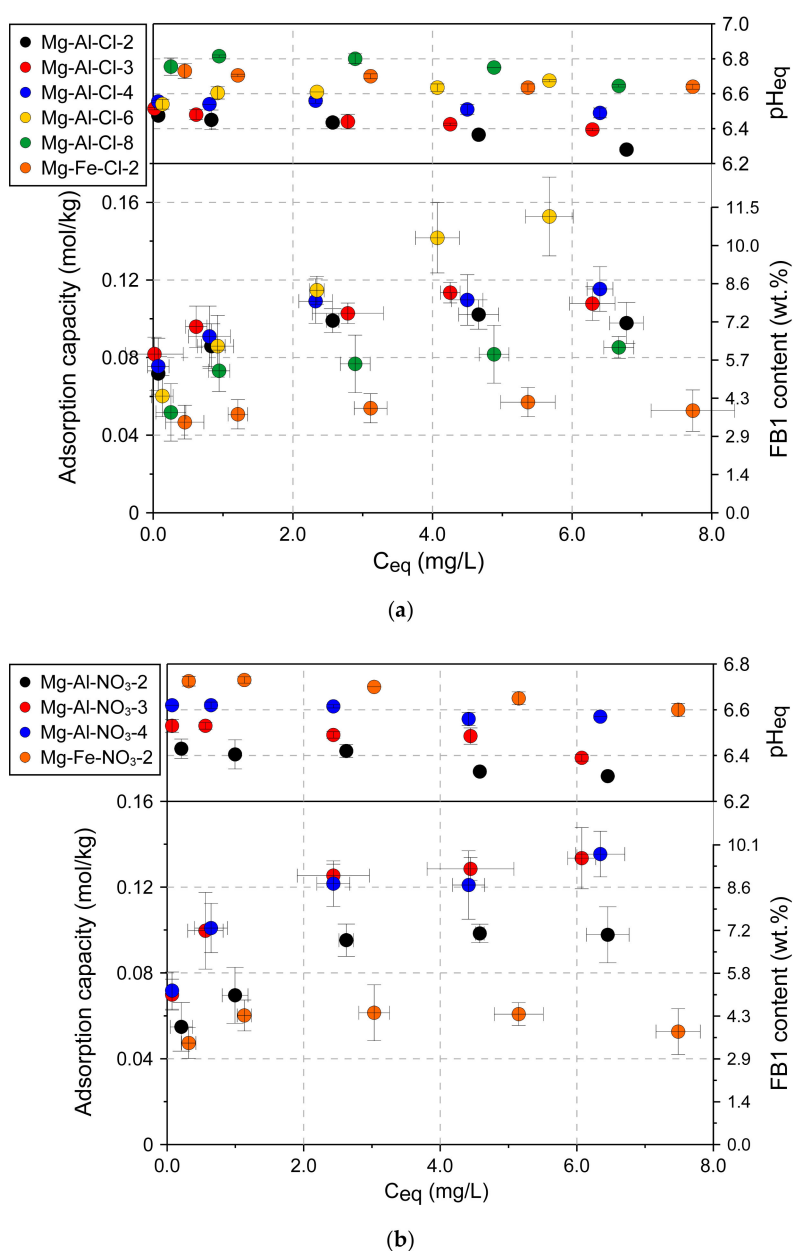 Mg-Al-Cl-2
Mg-Al-Cl-3
Mg-Al-Cl-4
Mg-Al-Cl-6
Mg-Al-Cl-8
Mg-Fe-Cl-2
7.0
6.8
6.6
6.4
6.2
pHeq
0.16
0.12
0.08
0.04
0
Adsorption capacity (mol/kg)
11.5
10.0
8.6
7.2
5.7
4.3
2.9
1.4
0.0
FB1 content (wt.%)
0.0 2.0 4.0 6.0 8.0
Ceq (mg/L)
(a)
Mg-Al-NO₃-2
Mg-Al-NO₃-3
Mg-Al-NO₃-4
Mg-Fe-NO₃-2
6.8
6.6
6.4
6.2
pHeq
0.16
0.12
0.08
0.04
0
Adsorption capacity (mol/kg)
10.1
8.6
7.2
5.8
4.3
2.9
1.4
0.0
FB1 content (wt.%)
0.0 2.0 4.0 6.0 8.0
Ceq (mg/L)
(b)